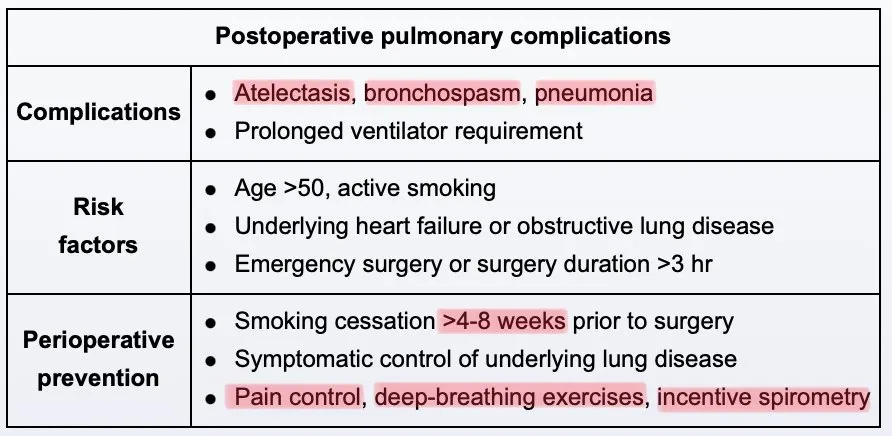 Postoperative pulmonary complications
Complications
• Atelectasis, bronchospasm, pneumonia
• Prolonged ventilator requirement
Risk
factors
• Age >50, active smoking
• Underlying heart failure or obstructive lung disease
• Emergency surgery or surgery duration >3 hr
Perioperative
prevention
• Smoking cessation >4-8 weeks prior to surgery
• Symptomatic control of underlying lung disease
• Pain control, deep-breathing exercises, incentive spirometry